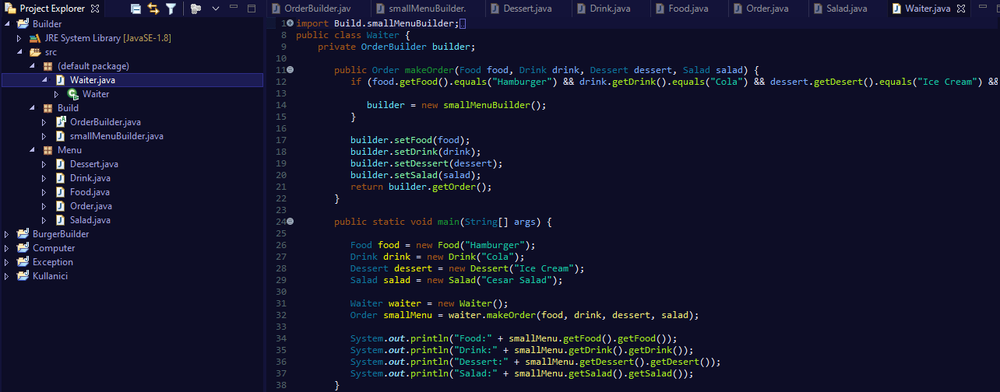 Project Explorer
Builder
JRE System Library [JavaSE-1.8]
src
(default package)
Waiter.java
Waiter
Build
OrderBuilder.java
smallMenuBuilder.java
Menu
Dessert.java
Drink.java
Food.java
Order.java
Salad.java
BurgerBuilder
Computer
Exception
Kullanici
OrderBuilder.jav
smallMenuBuilder.
Dessert.java
Drink.java
Food.java
Order.java
Salad.java
Waiter.java
1 import Build.smallMenuBuilder;
8 public class Waiter {
9 private OrderBuilder builder;
10
11 public Order makeOrder(Food food, Drink drink, Dessert dessert, Salad salad) {
12 if (food.getFood().equals("Hamburger") && drink.getDrink().equals("Cola") && dessert.getDesert().equals("Ice Cream") &&
13
14 builder = new smallMenuBuilder();
15 }
16
17 builder.setFood(food);
18 builder.setDrink(drink);
19 builder.setDessert(dessert);
20 builder.setSalad(salad);
21 return builder.getOrder();
22 }
23
24 public static void main(String[] args) {
25
26 Food food = new Food("Hamburger");
27 Drink drink = new Drink("Cola");
28 Dessert dessert = new Dessert("Ice Cream");
29 Salad salad = new Salad("Cesar Salad");
30
31 Waiter waiter = new Waiter();
32 Order smallMenu = waiter.makeOrder(food, drink, dessert, salad);
33
34 System.out.println("Food:" + smallMenu.getFood().getFood());
35 System.out.println("Drink:" + smallMenu.getDrink().getDrink());
36 System.out.println("Dessert:" + smallMenu.getDessert().getDesert());
37 System.out.println("Salad:" + smallMenu.getSalad().getSalad());
38 }